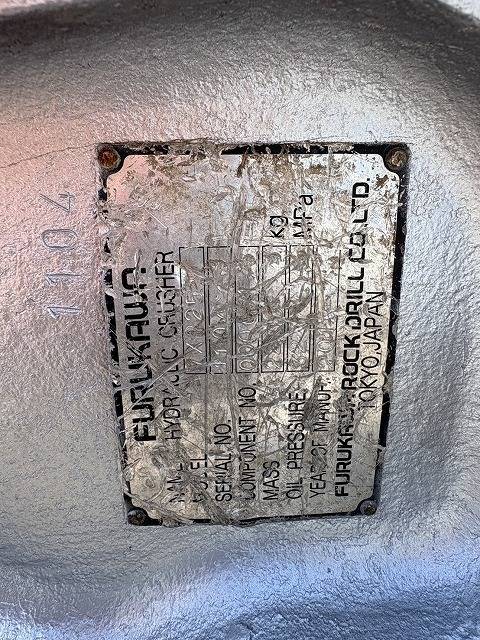 1104
FURUKAWA
NAME HYDRAULIC CRUSHER
MODEL
SERIAL NO.
COMPONENT NO.
MASS kg
OIL PRESSURE MPa
YEAR OF MANUF.
FURUKAWA ROCK DRILL CO.,LTD.
TOKYO,JAPAN